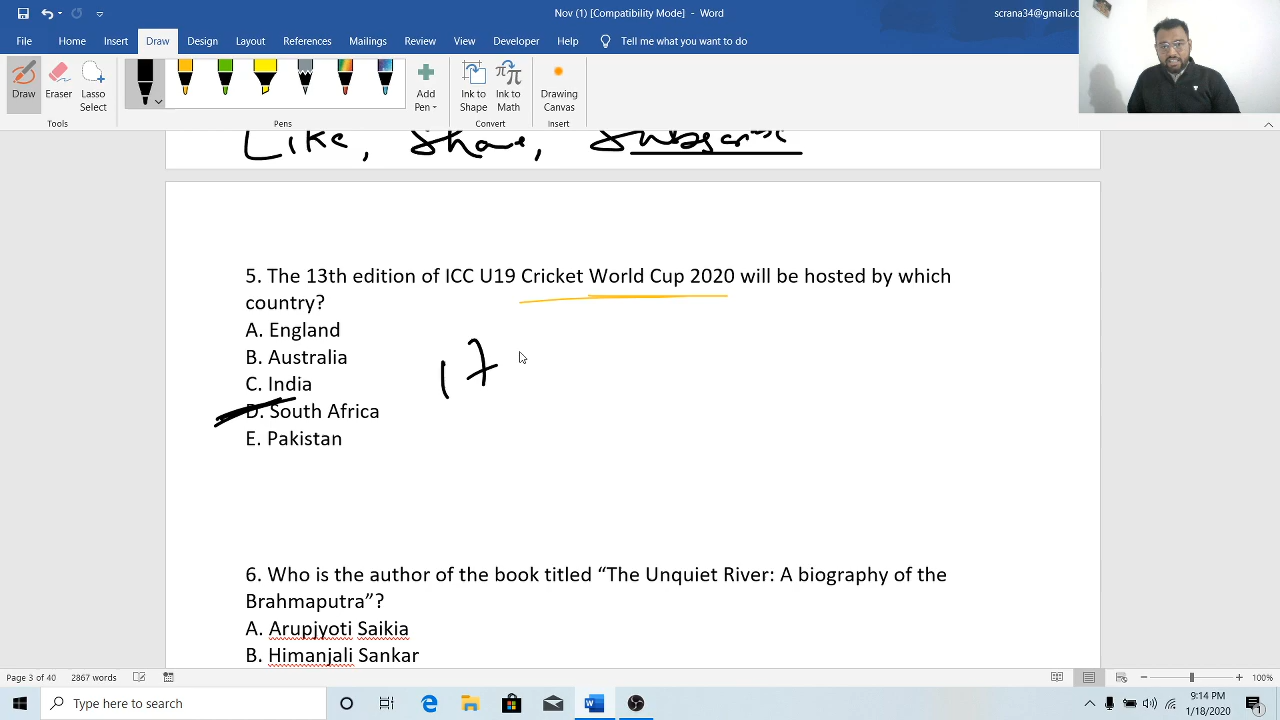 Nov (1) [Compatibility Mode] - Word
scrana34@gmail.co
File Home Insert Draw Design Layout References Mailings Review View Developer Help Tell me what you want to do
Draw Eraser Lasso Select Add Pen Ink to Shape Ink to Math Drawing Canvas
Tools Pens Convert Insert
Like, Share, Subscribe
5. The 13th edition of ICC U19 Cricket World Cup 2020 will be hosted by which
country?
A. England
B. Australia
C. India
D. South Africa
E. Pakistan
17
6. Who is the author of the book titled “The Unquiet River: A biography of the
Brahmaputra”?
A. Arupjyoti Saikia
B. Himanjali Sankar
Page 3 of 40 2867 words 100%
Type here to search
9:14 PM
1/18/2020
1